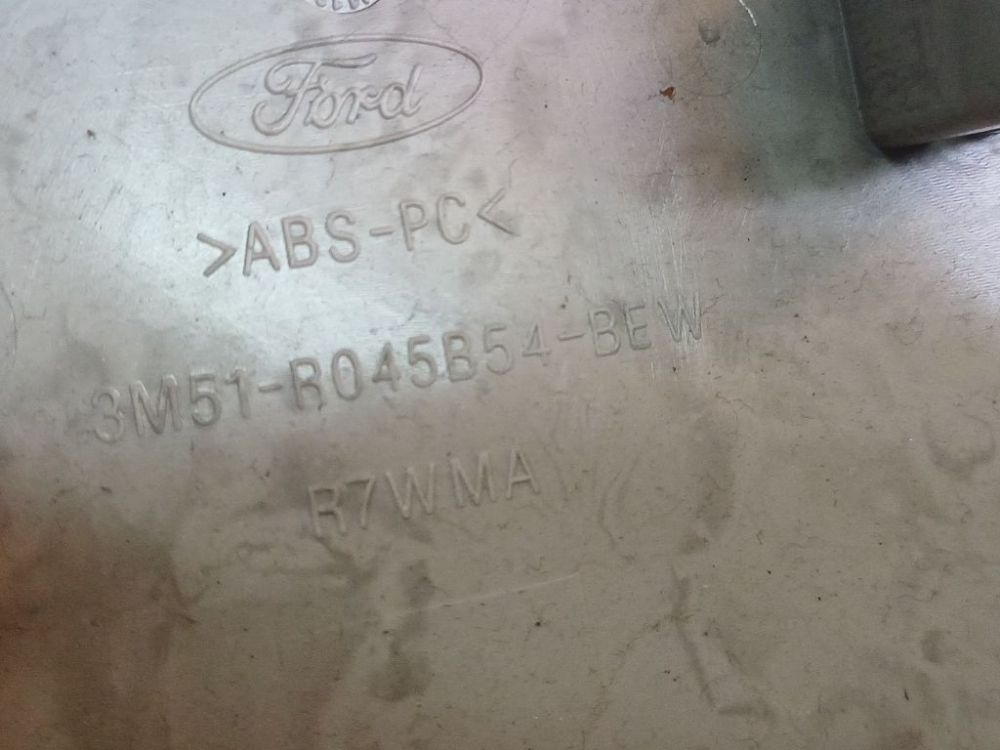 Ford
>ABS-PC<
3M51-R045B54-BEW
R7WMA